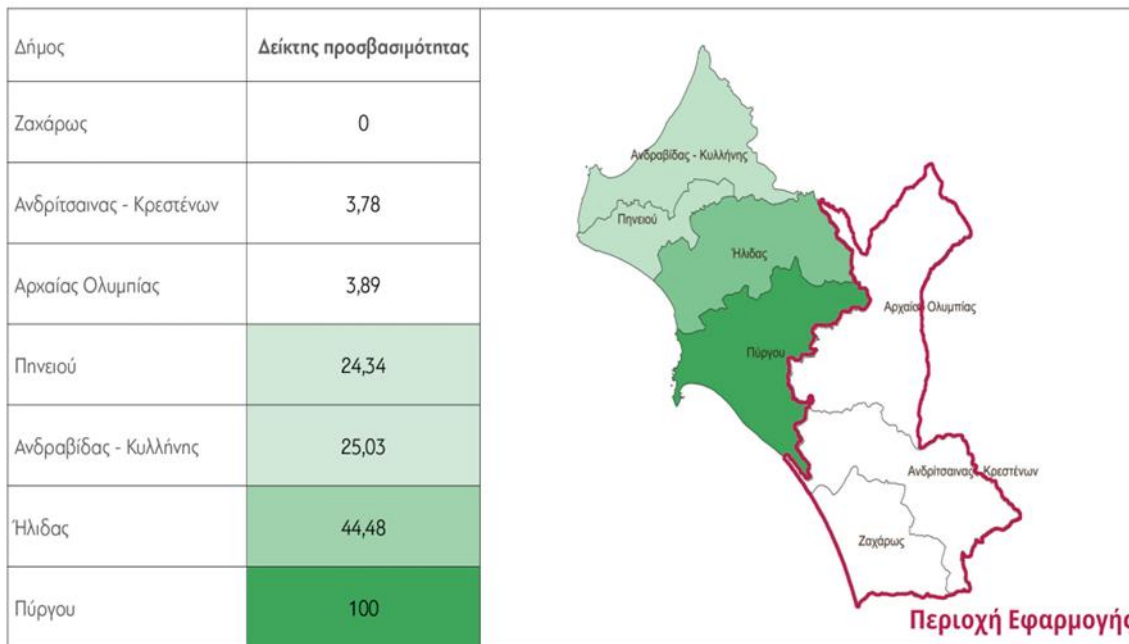 Δήμος Δείκτης προσβασιμότητας
Ζαχάρως 0
Ανδρίτσαινας - Κρεστένων 3,78
Αρχαίας Ολυμπίας 3,89
Πηνειού 24,34
Ανδραβίδας - Κυλλήνης 25,03
Ήλιδας 44,48
Πύργου 100
Ανδραβίδας - Κυλλήνης
Πηνειού
Ήλιδας
Αρχαίας Ολυμπίας
Πύργου
Ανδρίτσαινας - Κρεστένων
Ζαχάρως
Περιοχή Εφαρμογής